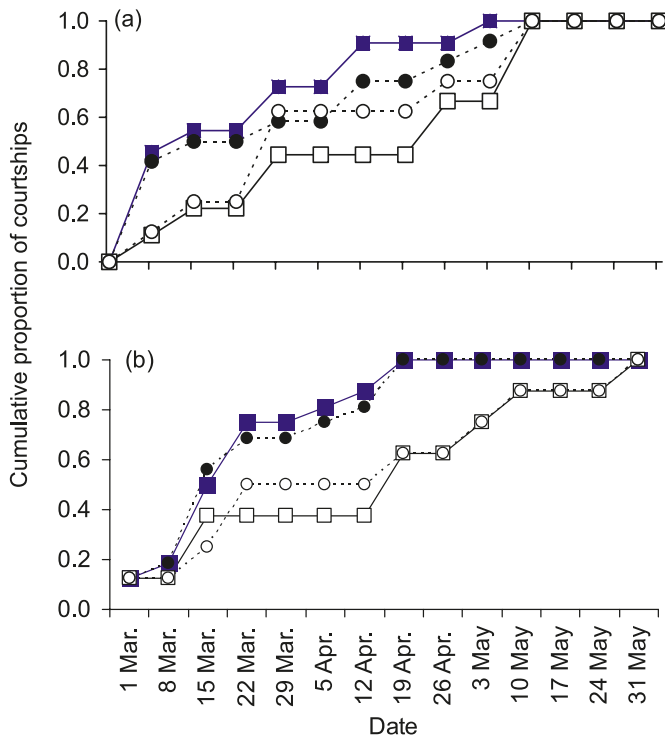 Cumulative proportion of courtships
(a)
1.0
0.8
0.6
0.4
0.2
0.0
(b)
1.0
0.8
0.6
0.4
0.2
0.0
1 Mar.
8 Mar.
15 Mar.
22 Mar.
29 Mar.
5 Apr.
12 Apr.
19 Apr.
26 Apr.
3 May
10 May
17 May
24 May
31 May
Date